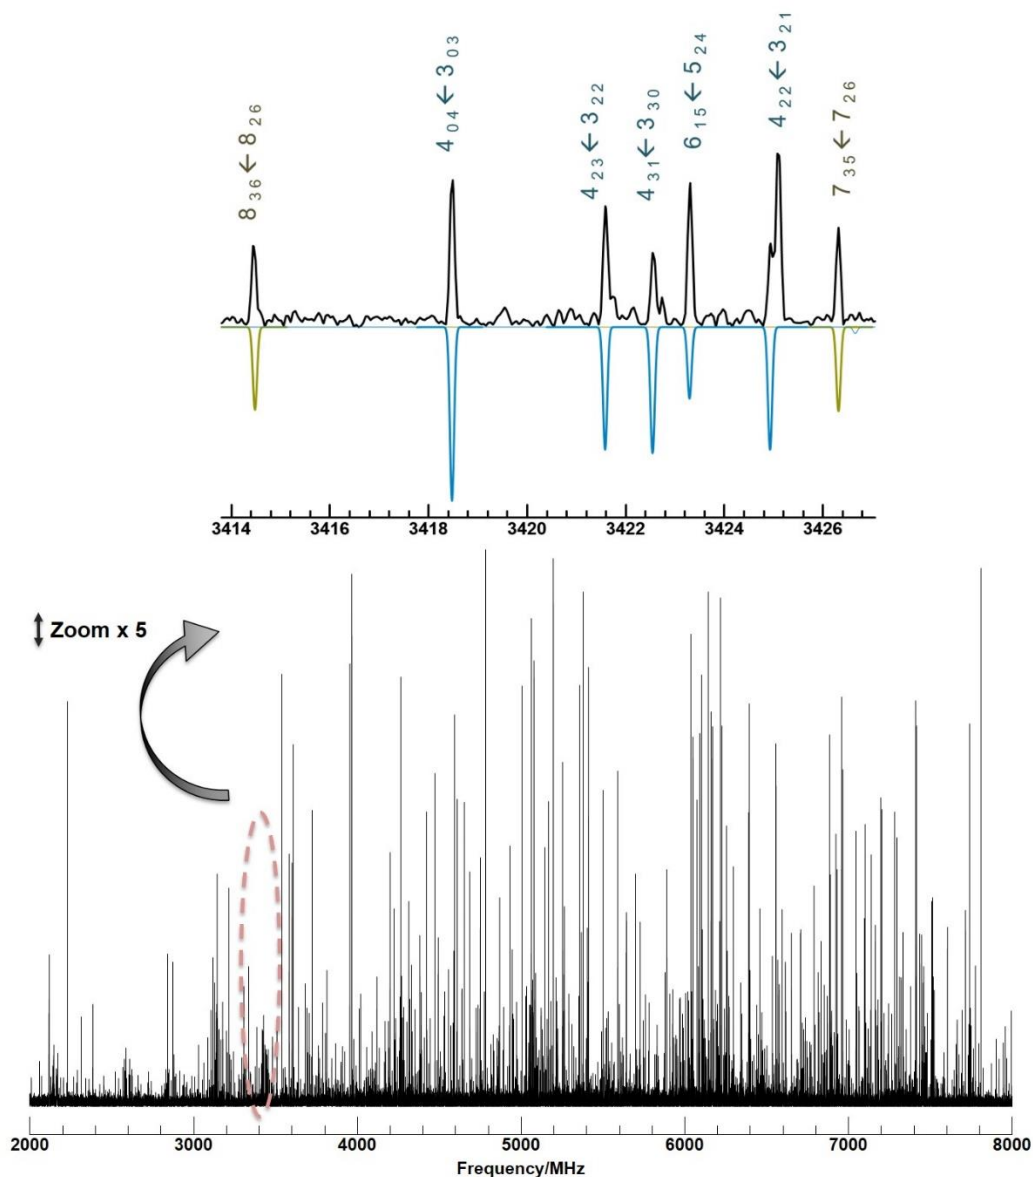 8 36 ← 8 26
4 04 ← 3 03
4 23 ← 3 22
4 31 ← 3 30
6 15 ← 5 24
4 22 ← 3 21
7 35 ← 7 26
3414 3416 3418 3420 3422 3424 3426
Zoom x 5
2000 3000 4000 5000 6000 7000 8000
Frequency/MHz